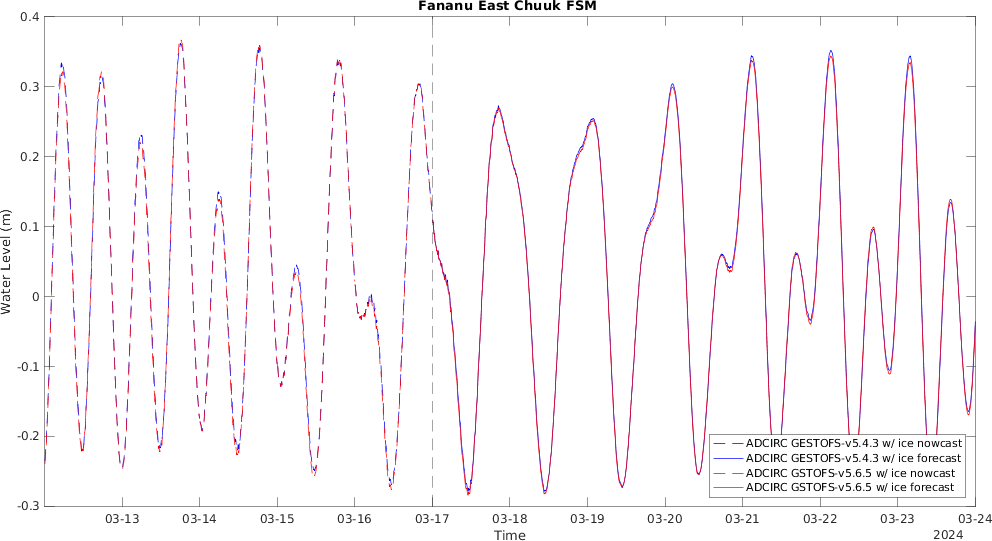 Fananu East Chuuk FSM
0.4
0.3
0.2
0.1
0
-0.1
-0.2
-0.3
Water Level (m)
ADCIRC GESTOFS-v5.4.3 w/ ice nowcast
ADCIRC GESTOFS-v5.4.3 w/ ice forecast
ADCIRC GSTOFS-v5.6.5 w/ ice nowcast
ADCIRC GSTOFS-v5.6.5 w/ ice forecast
03-13 03-14 03-15 03-16 03-17 03-18 03-19 03-20 03-21 03-22 03-23 03-24
Time
2024